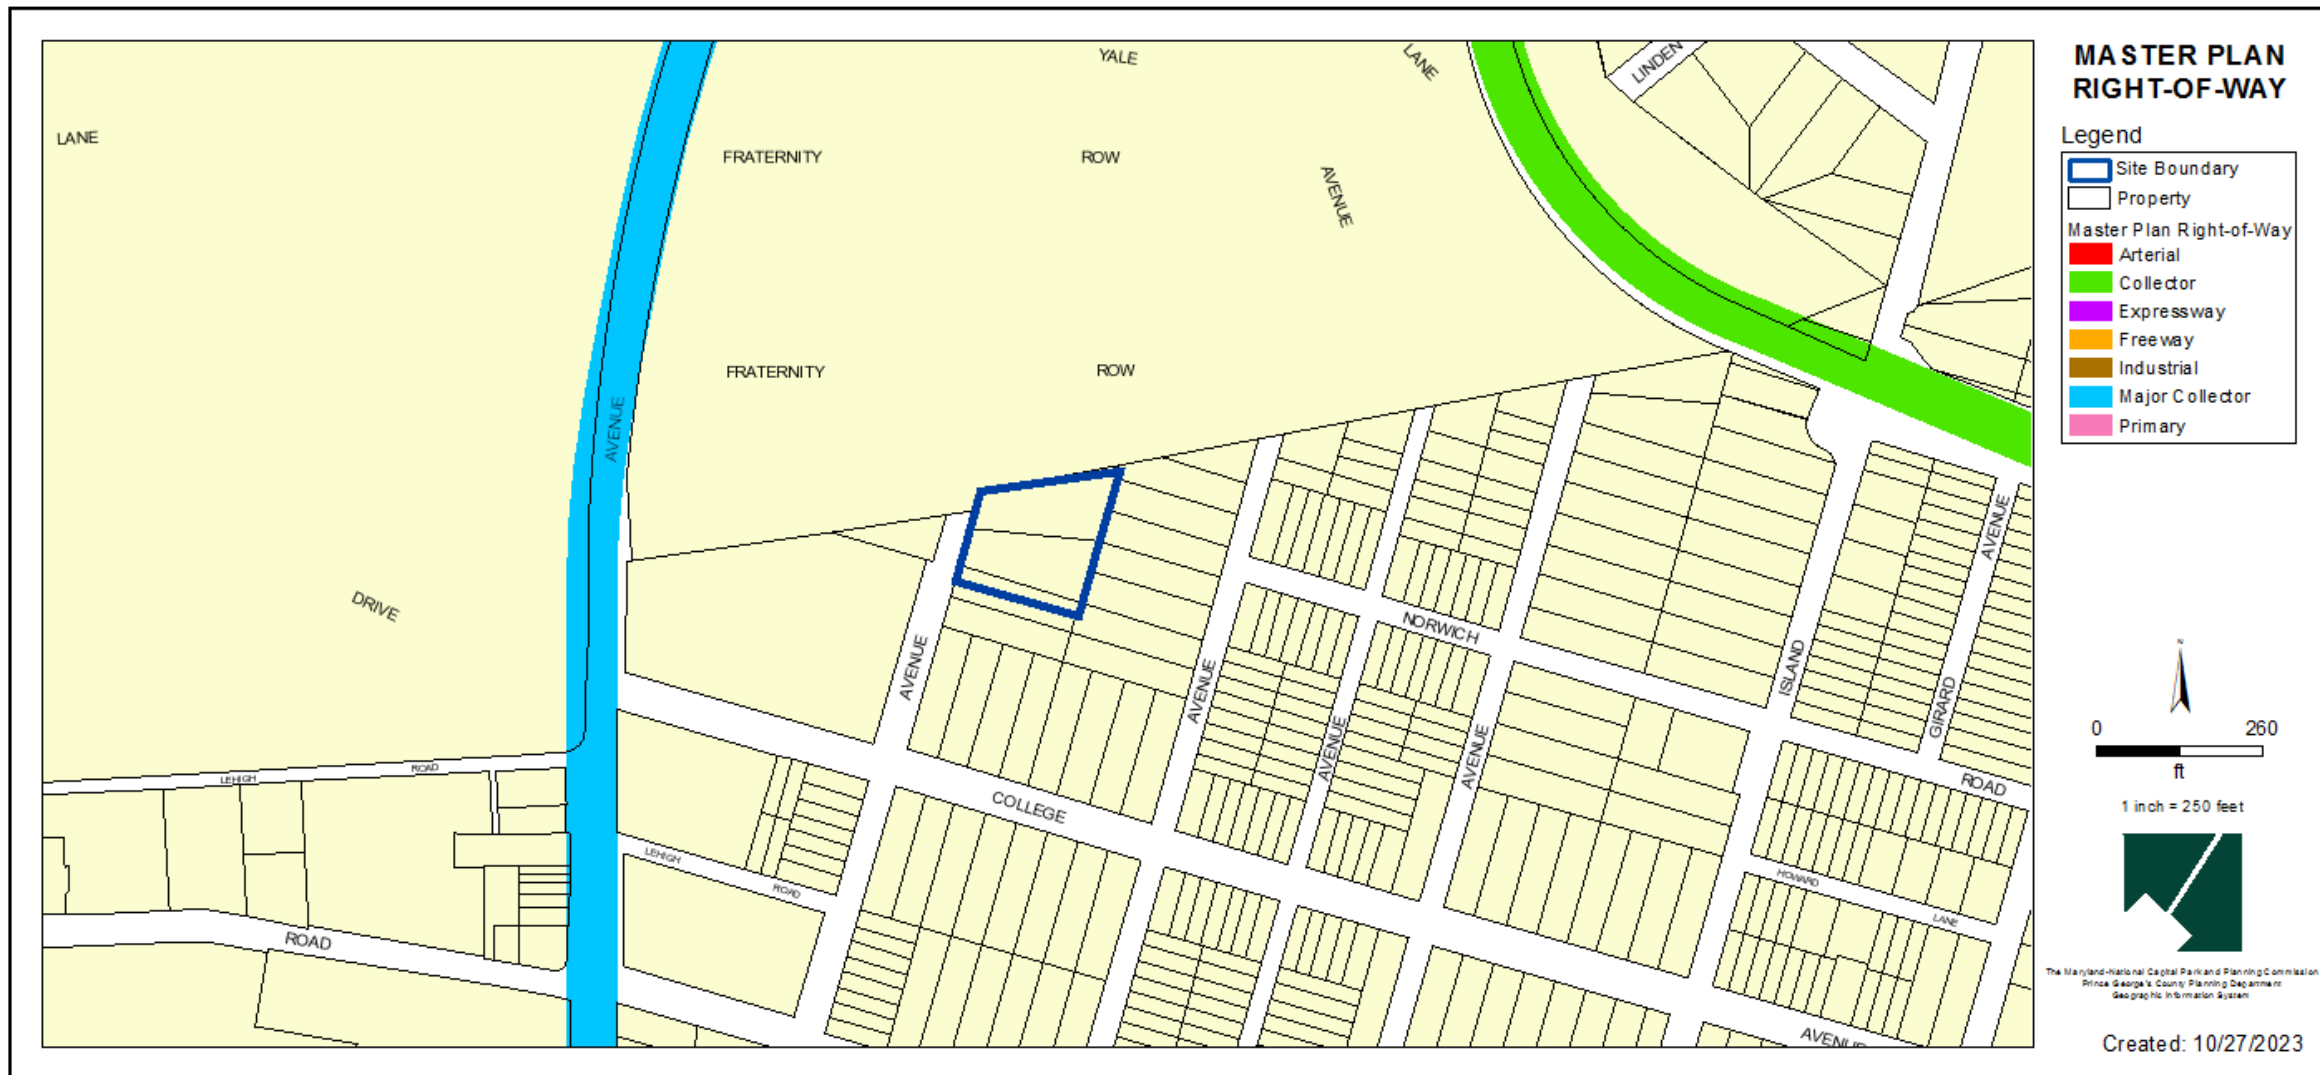 YALE
LANE
LINDEN
LANE
FRATERNITY
ROW
AVENUE
FRATERNITY
ROW
AVENUE
DRIVE
AVENUE
NORWICH
AVENUE
AVENUE
ISLAND
GIRARD
AVENUE
AVENUE
AVENUE
LEHIGH
ROAD
COLLEGE
ROAD
LEHIGH
ROAD
HOWARD
LANE
ROAD
AVENUE
MASTER PLAN
RIGHT-OF-WAY
Legend
Site Boundary
Property
Master Plan Right-of-Way
Arterial
Collector
Expressway
Freeway
Industrial
Major Collector
Primary
N
0 260
ft
1 inch = 250 feet
The Maryland-National Capital Park and Planning Commission
Prince George's County Planning Department
Geographic Information System
Created: 10/27/2023